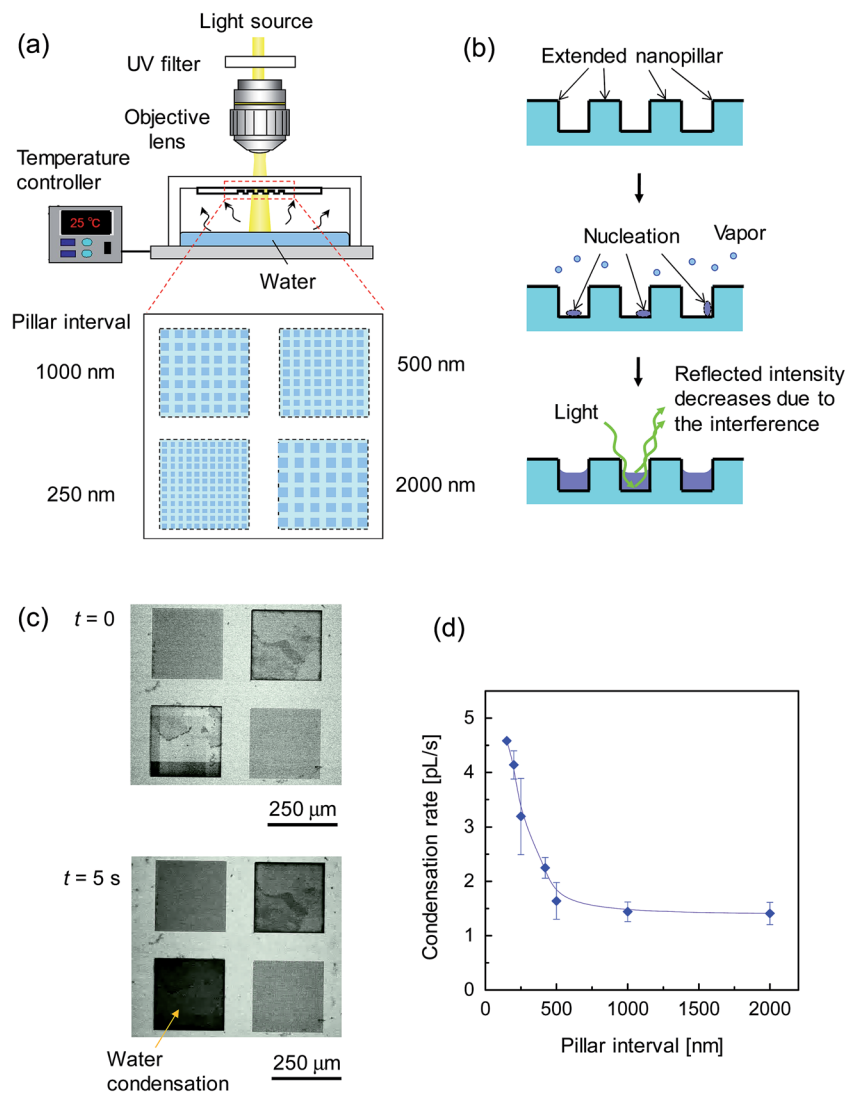 (a)
Light source
UV filter
Objective
lens
Temperature
controller
25 °C
Water
Pillar interval
1000 nm
500 nm
250 nm
2000 nm
(b)
Extended nanopillar
Nucleation
Vapor
Reflected intensity
decreases due to
the interference
Light
(c)
t = 0
250 μm
t = 5 s
Water
condensation
250 μm
(d)
Condensation rate [pL/s]
5
4
3
2
1
0
0
500
1000
1500
2000
Pillar interval [nm]